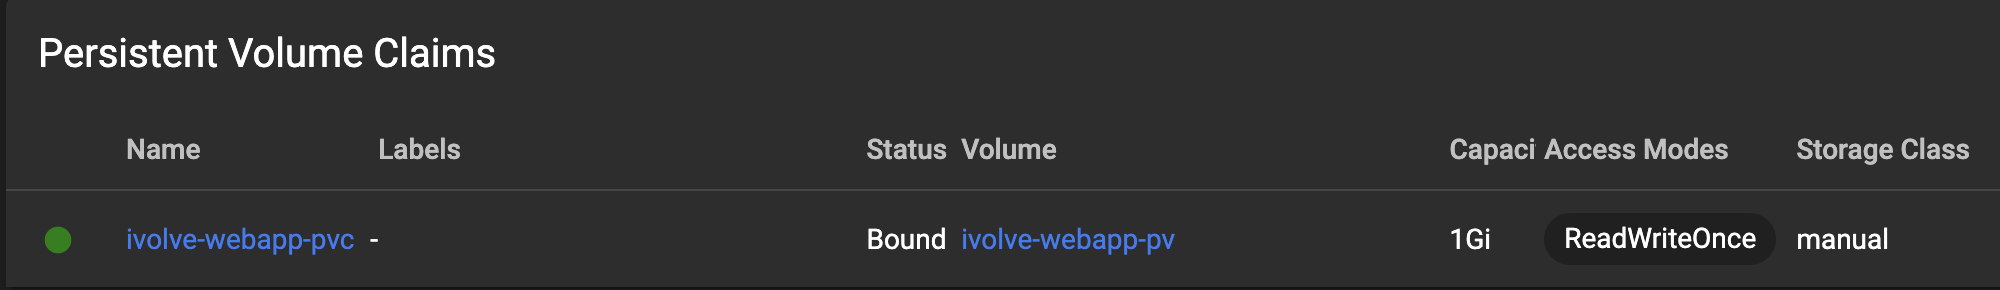 Persistent Volume Claims
Name Labels Status Volume Capaci Access Modes Storage Class
ivolve-webapp-pvc - Bound ivolve-webapp-pv 1Gi ReadWriteOnce manual